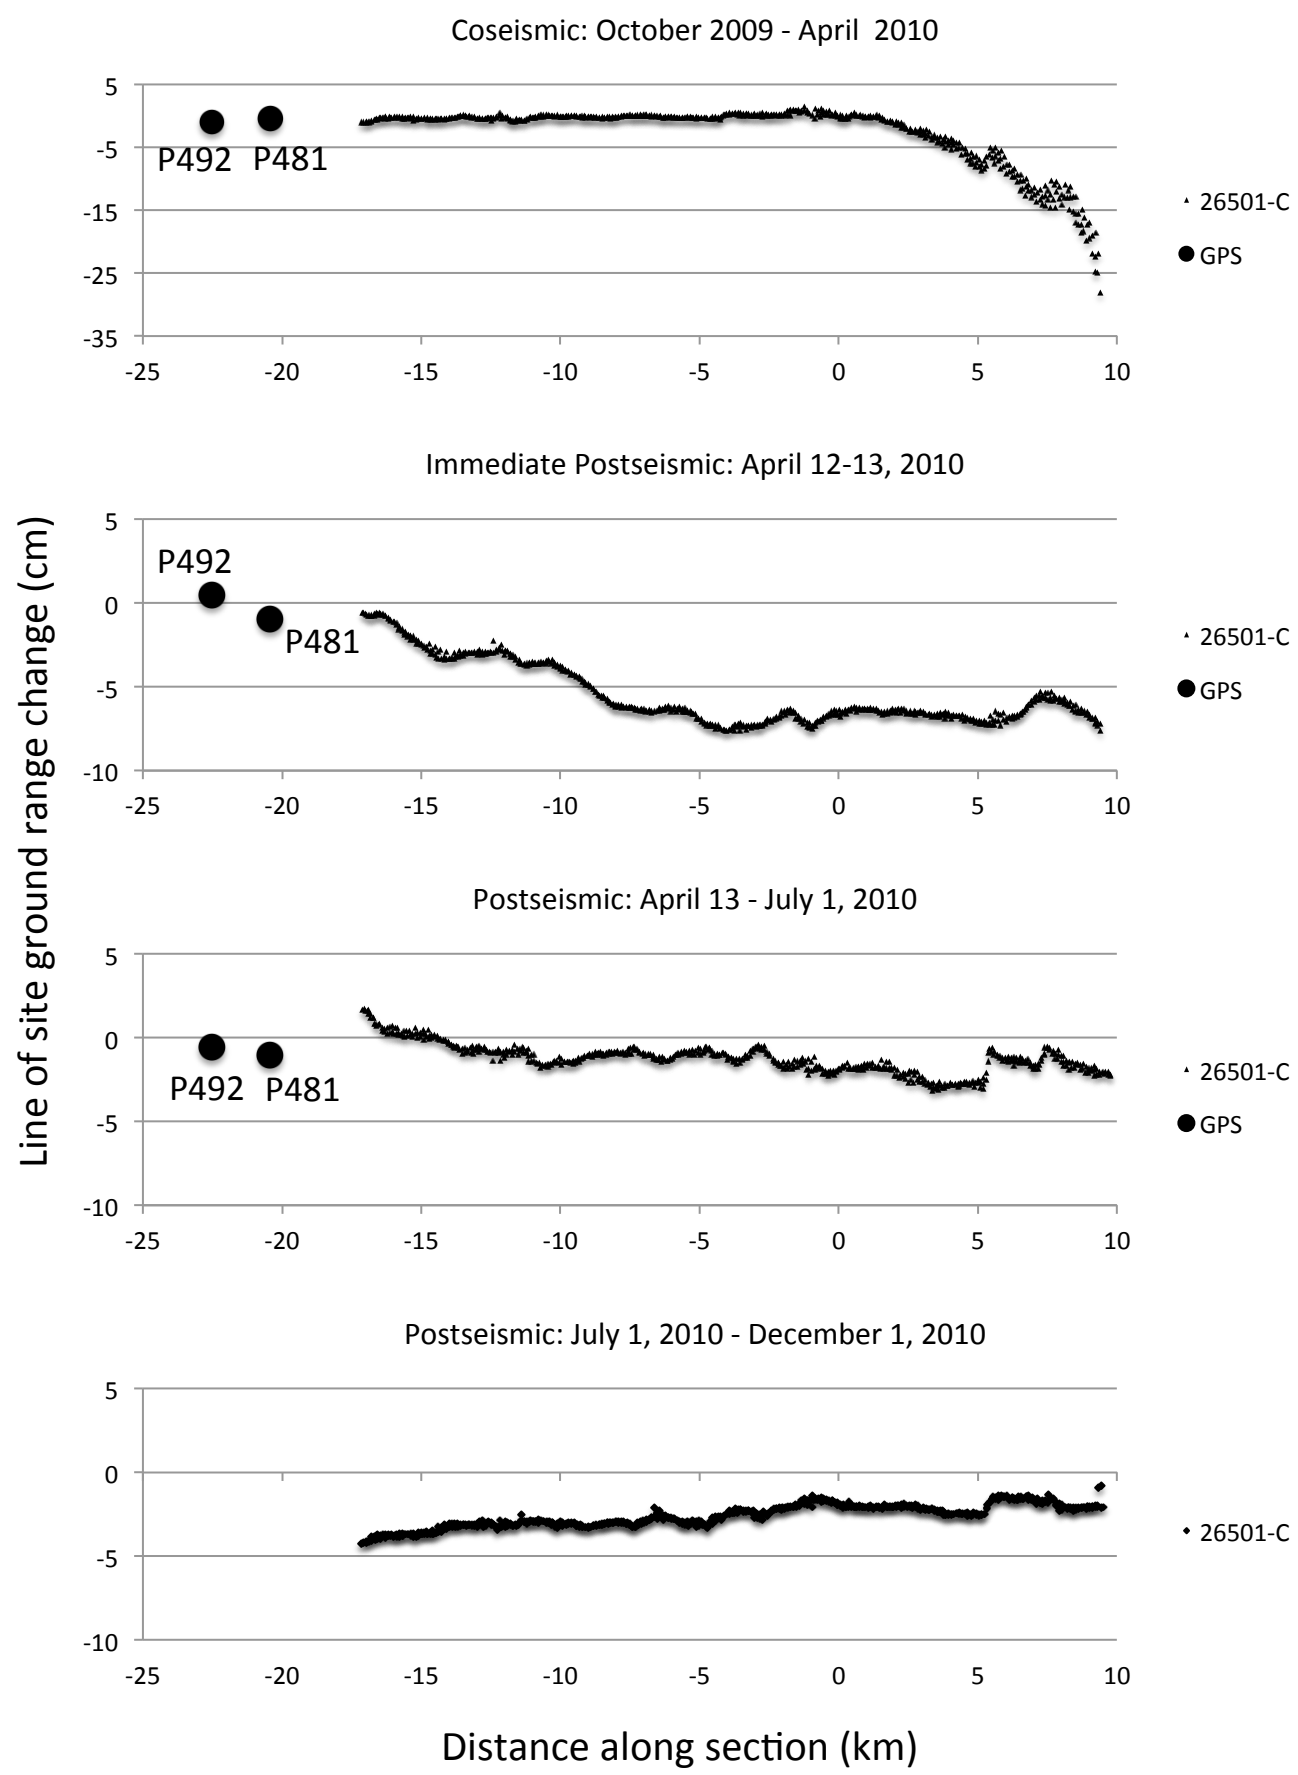 Coseismic: October 2009 - April 2010
5
-5
-15
-25
-35
P492 P481
26501-C
GPS
-25 -20 -15 -10 -5 0 5 10
Immediate Postseismic: April 12-13, 2010
5
0
-5
-10
P492
P481
26501-C
GPS
-25 -20 -15 -10 -5 0 5 10
Line of site ground range change (cm)
Postseismic: April 13 - July 1, 2010
5
0
-5
-10
P492 P481
26501-C
GPS
-25 -20 -15 -10 -5 0 5 10
Postseismic: July 1, 2010 - December 1, 2010
5
0
-5
-10
26501-C
-25 -20 -15 -10 -5 0 5 10
Distance along section (km)